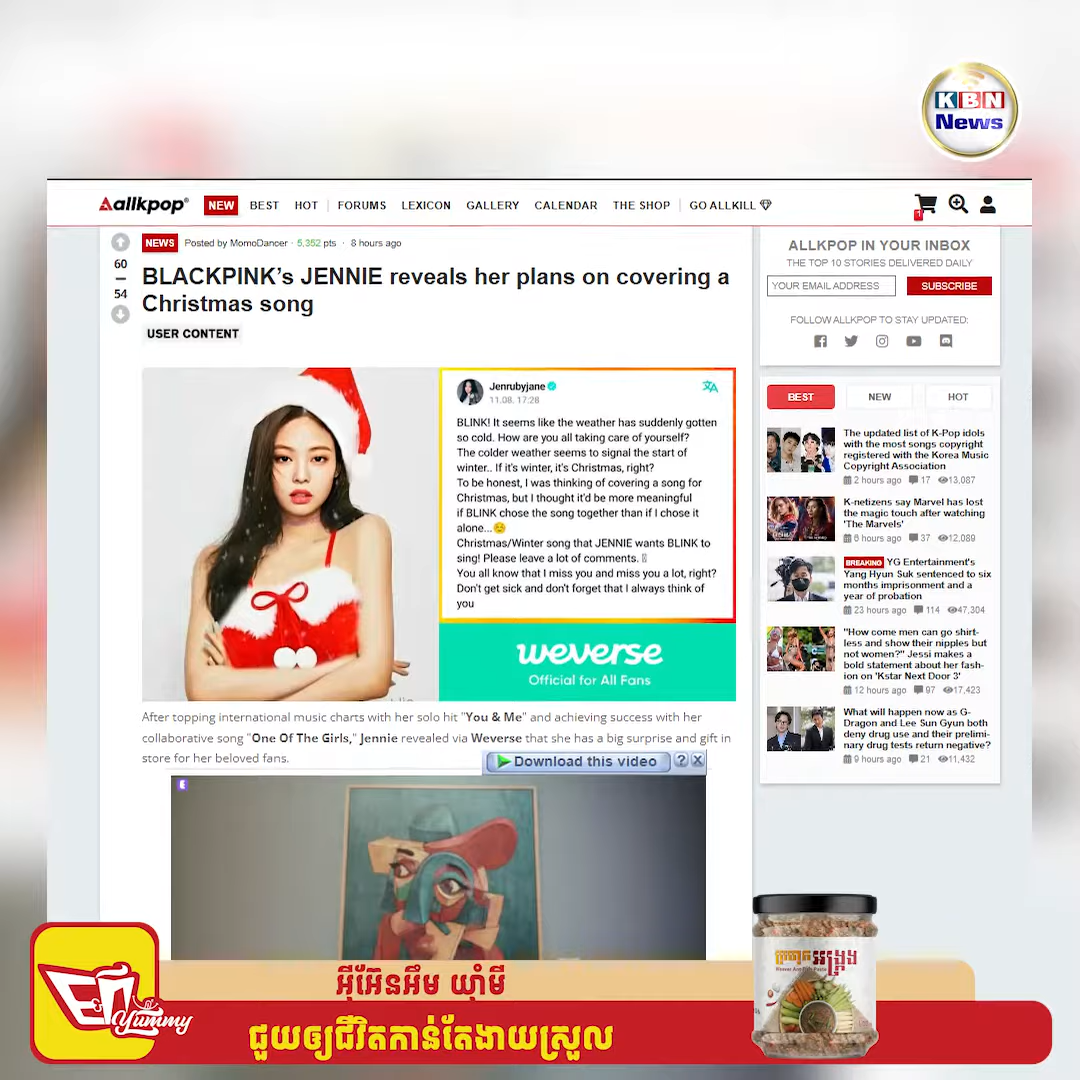 KBN
News
allkpop®
NEW BEST HOT FORUMS LEXICON GALLERY CALENDAR THE SHOP GO ALLKILL
1
60
54
NEWS Posted by MomoDancer · 5,352 pts · 8 hours ago
BLACKPINK's JENNIE reveals her plans on covering a
Christmas song
USER CONTENT
Jenrubyjane
11.08. 17:28
BLINK! It seems like the weather has suddenly gotten
so cold. How are you all taking care of yourself?
The colder weather seems to signal the start of
winter.. If it's winter, it's Christmas, right?
To be honest, I was thinking of covering a song for
Christmas, but I thought it'd be more meaningful
if BLINK chose the song together than if I chose it
alone...☺️
Christmas/Winter song that JENNIE wants BLINK to
sing! Please leave a lot of comments.
You all know that I miss you and miss you a lot, right?
Don't get sick and don't forget that I always think of
you
weverse
Official for All Fans
After topping international music charts with her solo hit "You & Me" and achieving success with her
collaborative song "One Of The Girls," Jennie revealed via Weverse that she has a big surprise and gift in
store for her beloved fans.
Download this video ? X
E
ALLKPOP IN YOUR INBOX
THE TOP 10 STORIES DELIVERED DAILY
YOUR EMAIL ADDRESS SUBSCRIBE
FOLLOW ALLKPOP TO STAY UPDATED:
BEST NEW HOT
The updated list of K-Pop idols
with the most songs copyright
registered with the Korea Music
Copyright Association
2 hours ago 17 13,087
K-netizens say Marvel has lost
the magic touch after watching
'The Marvels'
6 hours ago 37 12,089
BREAKING YG Entertainment's
Yang Hyun Suk sentenced to six
months imprisonment and a
year of probation
23 hours ago 114 47,304
"How come men can go shirt-
less and show their nipples but
not women?" Jessi makes a
bold statement about her fash-
ion on 'Kstar Next Door 3'
12 hours ago 97 17,423
What will happen now as G-
Dragon and Lee Sun Gyun both
deny drug use and their prelimi-
nary drug tests return negative?
9 hours ago 21 11,432
Yummy
អ៊ីអ៊ែនអឹម យ៉ាំមី
ជួយឲ្យជីវិតកាន់តែងាយស្រួល